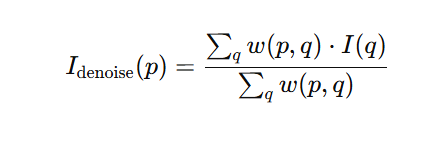 I_denoise(p) = ∑_q w(p, q) · I(q) / ∑_q w(p, q)